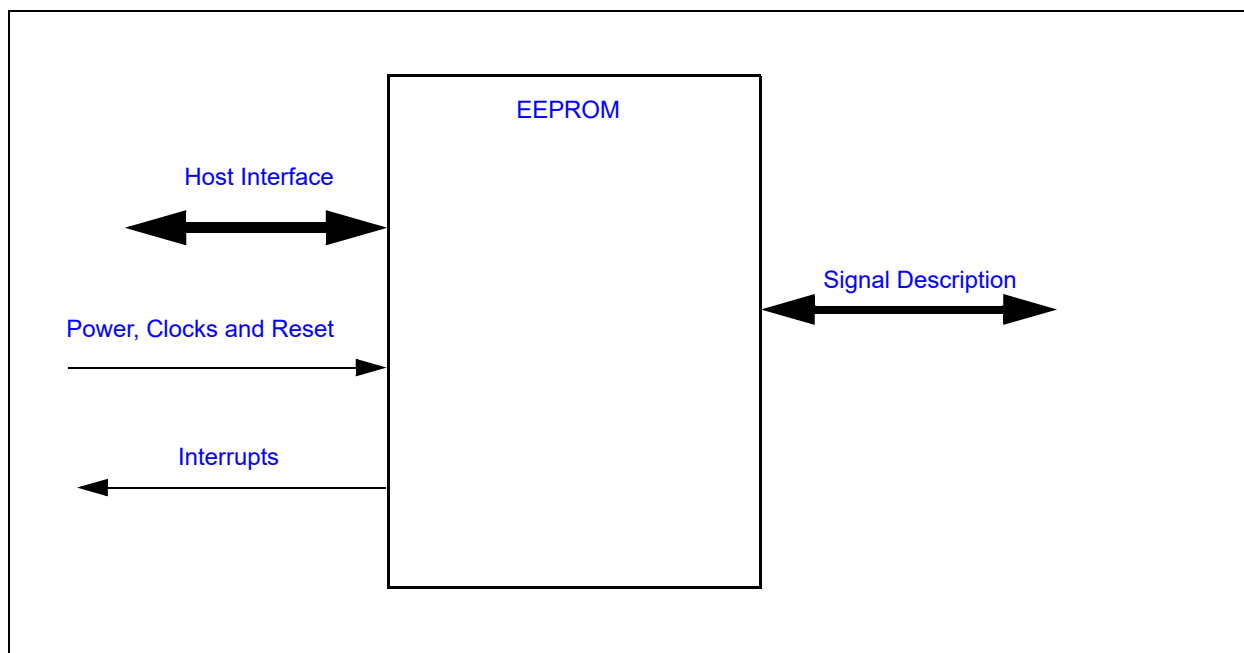 EEPROM
Host Interface
Signal Description
Power, Clocks and Reset
Interrupts